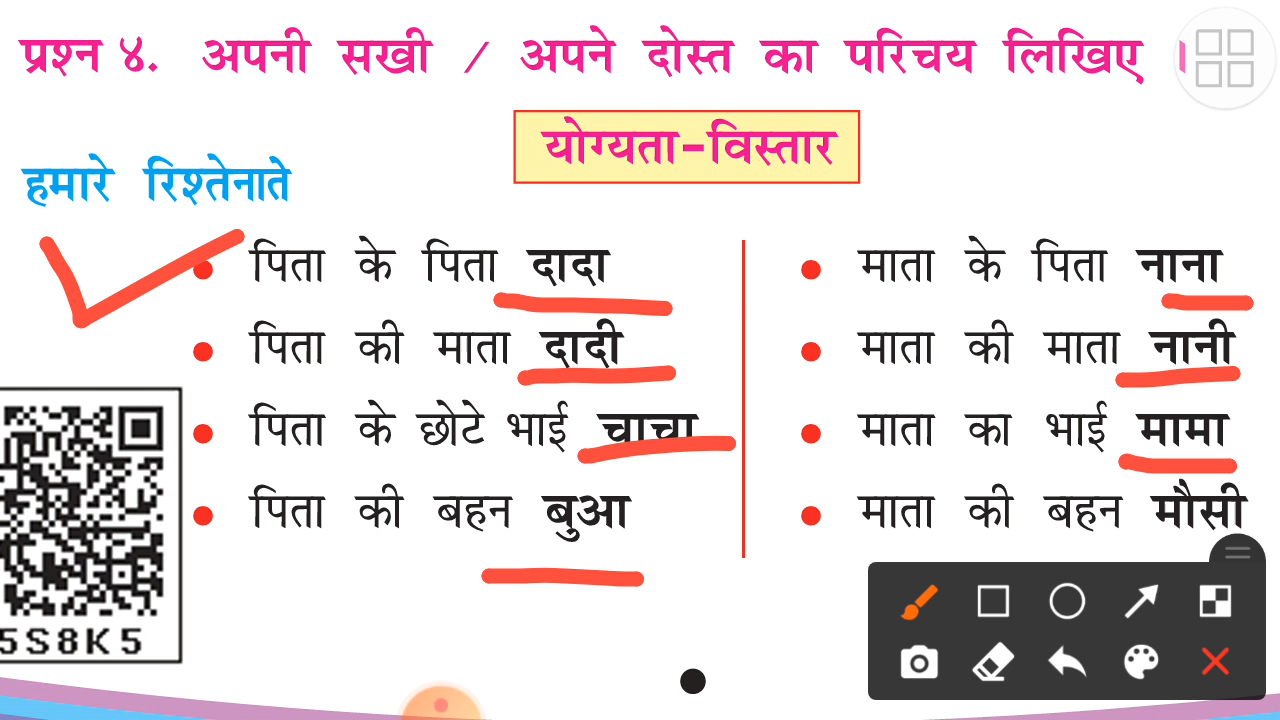 प्रश्न ४. अपनी सखी / अपने दोस्त का परिचय लिखिए ।
योग्यता-विस्तार
हमारे रिश्तेनाते
• पिता के पिता दादा
• पिता की माता दादी
• पिता के छोटे भाई चाचा
• पिता की बहन बुआ
• माता के पिता नाना
• माता की माता नानी
• माता का भाई मामा
• माता की बहन मौसी
5S8K5